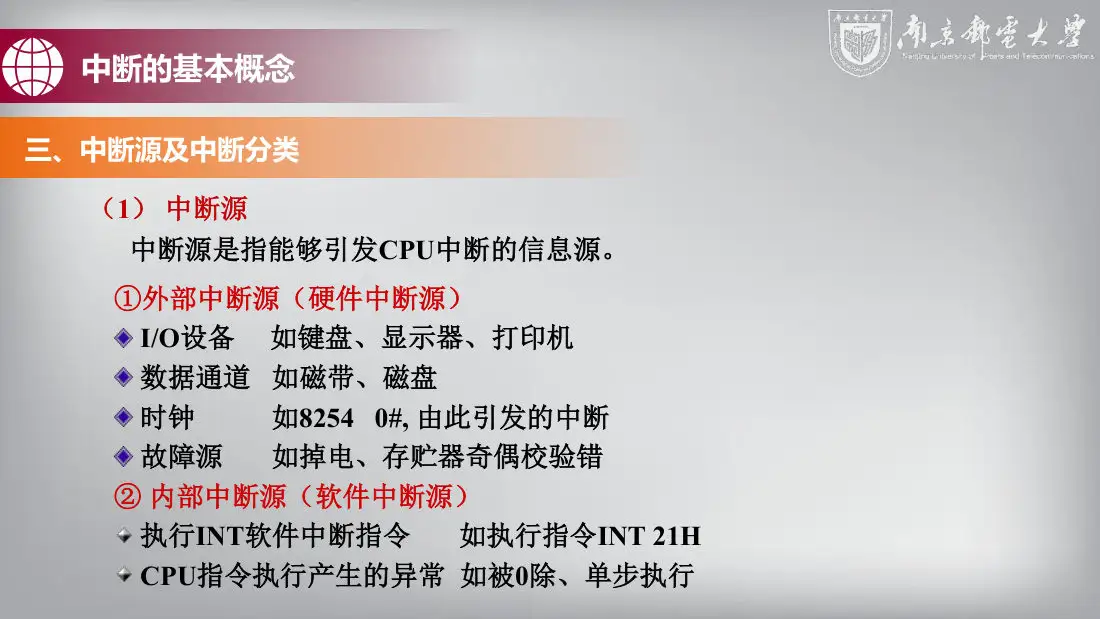 南京邮电大学
Nanjing University of Posts and Telecommunications
中断的基本概念
三、中断源及中断分类
（1） 中断源
中断源是指能够引发CPU中断的信息源。
①外部中断源（硬件中断源）
I/O设备 如键盘、显示器、打印机
数据通道 如磁带、磁盘
时钟 如8254 0#, 由此引发的中断
故障源 如掉电、存贮器奇偶校验错
② 内部中断源（软件中断源）
执行INT软件中断指令 如执行指令INT 21H
CPU指令执行产生的异常 如被0除、单步执行